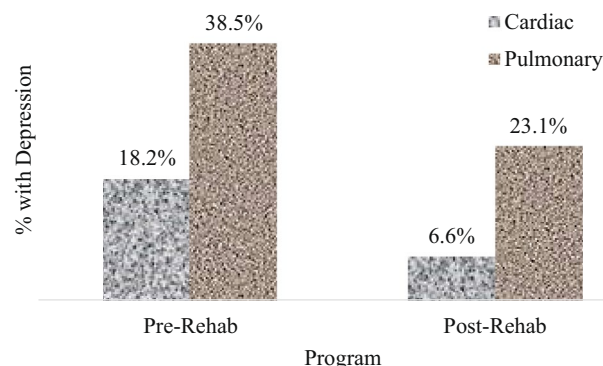 38.5%
Cardiac
Pulmonary
18.2%
23.1%
6.6%
% with Depression
Pre-Rehab
Post-Rehab
Program